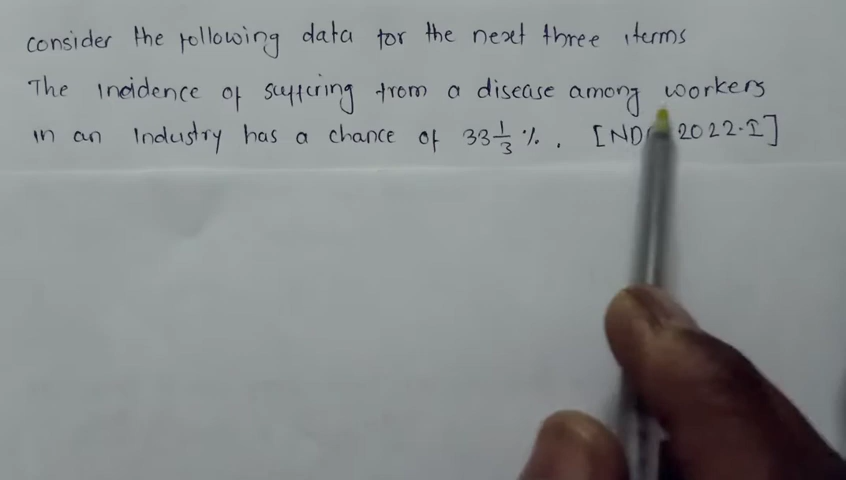 consider the following data for the next three iterms
The Incidence of suffering from a disease among workers
in an Industry has a chance of 33 1/3 %. [ND 2022-I]